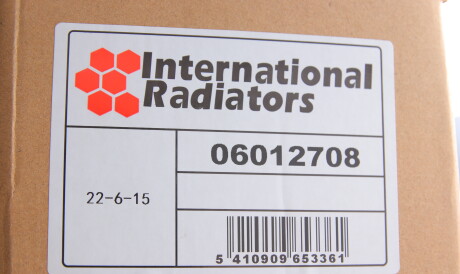 International
Radiators
06012708
22-6-15
5 410909 653361